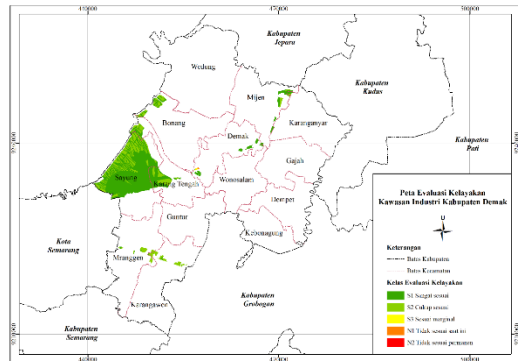 Kabupaten
Jepara
Wedung
Kabupaten
Kudus
Mijen
Bonang
Karanganyar
Demak
Kabupaten
Pati
Gajah
Sayung
Karang Tengah
Wonosalam
Dempet
Guntur
Kebonagung
Kota
Semarang
Mranggen
Kabupaten
Grobogan
Karangawen
Kabupaten
Semarang
Peta Evaluasi Kelayakan
Kawasan Industri Kabupaten Demak
Keterangan
Batas Kabupaten
Batas Kecamatan
Kelas Evaluasi Kelayakan
S1 Sangat sesuai
S2 Cukup sesuai
S3 Sesuai marginal
N1 Tidak sesuai saat ini
N2 Tidak sesuai permanen